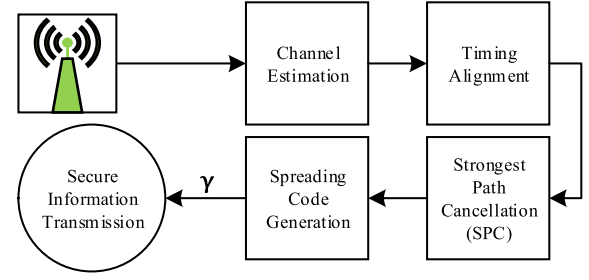 Channel
Estimation
Timing
Alignment
Strongest
Path
Cancellation
(SPC)
Spreading
Code
Generation
γ
Secure
Information
Transmission